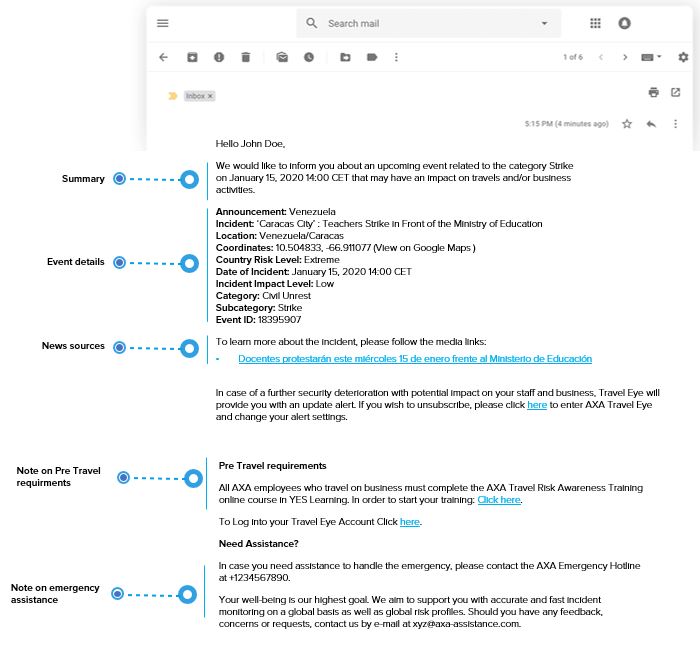 Search mail
1 of 6
Inbox ×
5:15 PM (4 minutes ago)
Hello John Doe,
Summary
We would like to inform you about an upcoming event related to the category Strike
on January 15, 2020 14:00 CET that may have an impact on travels and/or business
activities.
Event details
Announcement: Venezuela
Incident: 'Caracas City' : Teachers Strike in Front of the Ministry of Education
Location: Venezuela/Caracas
Coordinates: 10.504833, -66.911077 (View on Google Maps )
Country Risk Level: Extreme
Date of Incident: January 15, 2020 14:00 CET
Incident Impact Level: Low
Category: Civil Unrest
Subcategory: Strike
Event ID: 18395907
News sources
To learn more about the incident, please follow the media links:
- Docentes protestarán este miércoles 15 de enero frente al Ministerio de Educación
In case of a further security deterioration with potential impact on your staff and business, Travel Eye will
provide you with an update alert. If you wish to unsubscribe, please click here to enter AXA Travel Eye
and change your alert settings.
Note on Pre Travel
requirments
Pre Travel requirements
All AXA employees who travel on business must complete the AXA Travel Risk Awareness Training
online course in YES Learning. In order to start your training: Click here.
To Log into your Travel Eye Account Click here.
Need Assistance?
Note on emergency
assistance
In case you need assistance to handle the emergency, please contact the AXA Emergency Hotline
at +1234567890.
Your well-being is our highest goal. We aim to support you with accurate and fast incident
monitoring on a global basis as well as global risk profiles. Should you have any feedback,
concerns or requests, contact us by e-mail at xyz@axa-assistance.com.